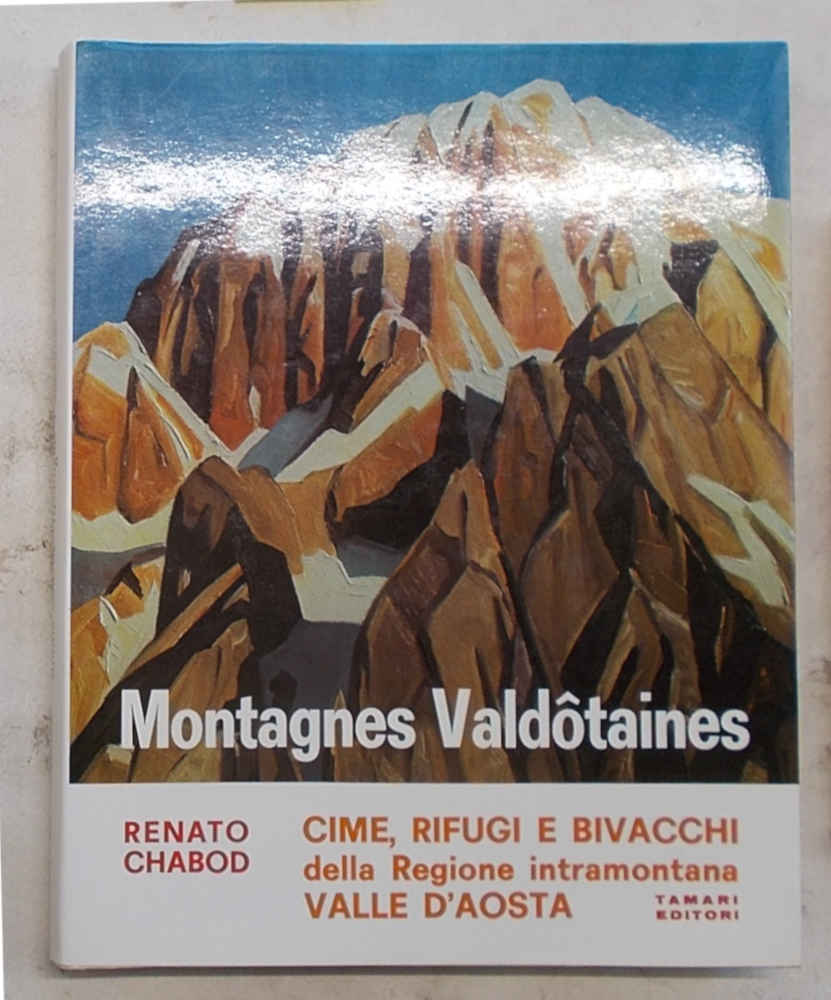 Montagnes Valdôtaines
RENATO
CHABOD
CIME, RIFUGI E BIVACCHI
della Regione intramontana
VALLE D'AOSTA
TAMARI
EDITORI